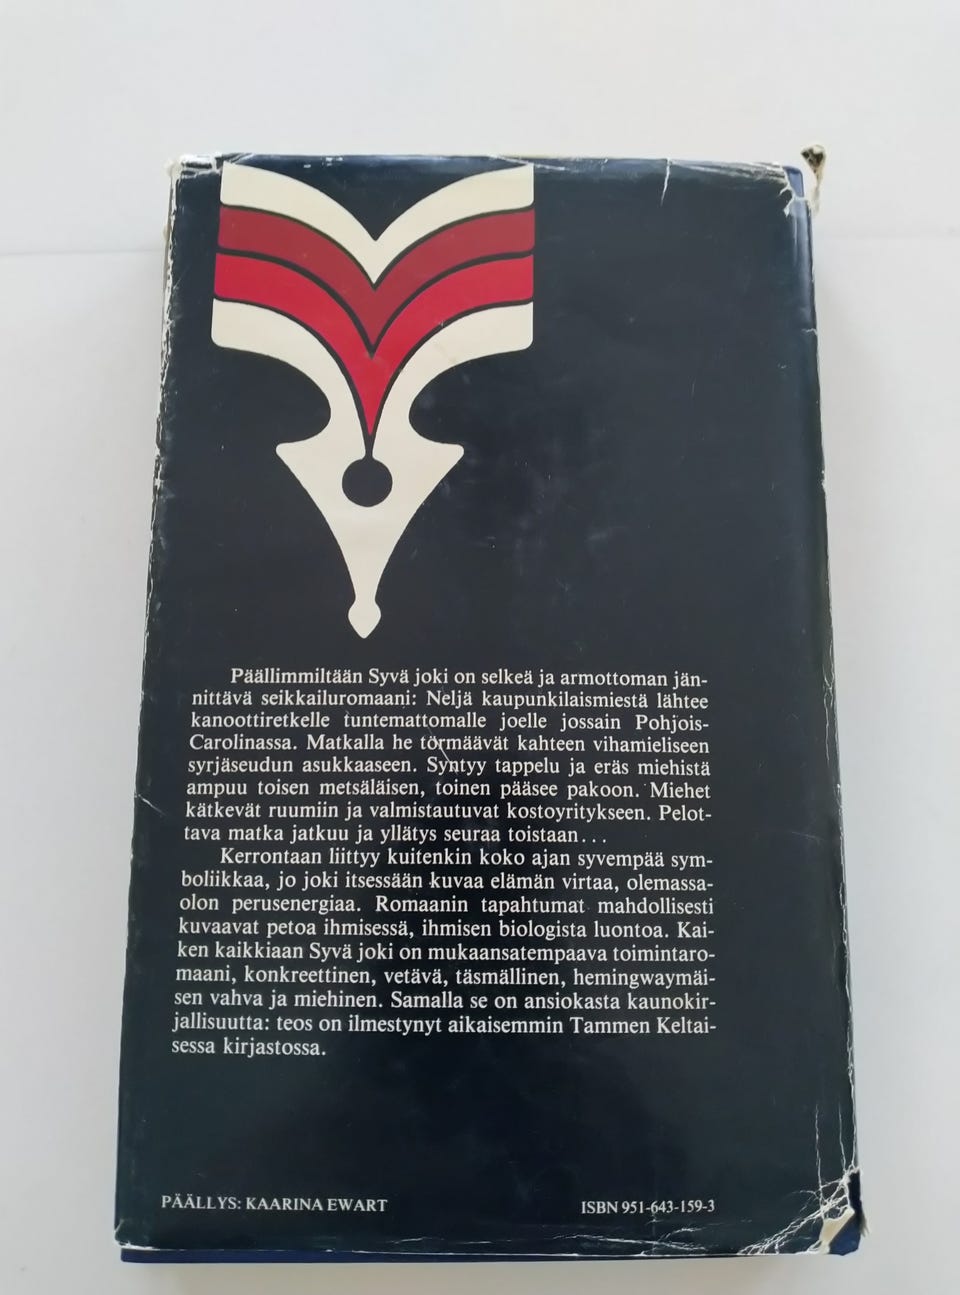 Päällimmiltään Syvä joki on selkeä ja armottoman jän-
nittävä seikkailuromaani: Neljä kaupunkilaismiestä lähtee
kanoottiretkelle tuntemattomalle joelle jossain Pohjois-
Carolinassa. Matkalla he törmäävät kahteen vihamieliseen
syrjäseudun asukkaaseen. Syntyy tappelu ja eräs miehistä
ampuu toisen metsäläisen, toinen pääsee pakoon. Miehet
kätkevät ruumiin ja valmistautuvat kostoyritykseen. Pelot-
tava matka jatkuu ja yllätys seuraa toistaan...
Kerrontaan liittyy kuitenkin koko ajan syvempää sym-
boliikkaa, jo joki itsessään kuvaa elämän virtaa, olemassa-
olon perusenergiaa. Romaanin tapahtumat mahdollisesti
kuvaavat petoa ihmisessä, ihmisen biologista luontoa. Kai-
ken kaikkiaan Syvä joki on mukaansatempaava toimintaro-
maani, konkreettinen, vetävä, täsmällinen, hemingwaymäi-
sen vahva ja miehinen. Samalla se on ansiokasta kaunokir-
jallisuutta: teos on ilmestynyt aikaisemmin Tammen Keltai-
sessa kirjastossa.
PÄÄLLYS: KAARINA EWART
ISBN 951-643-159-3